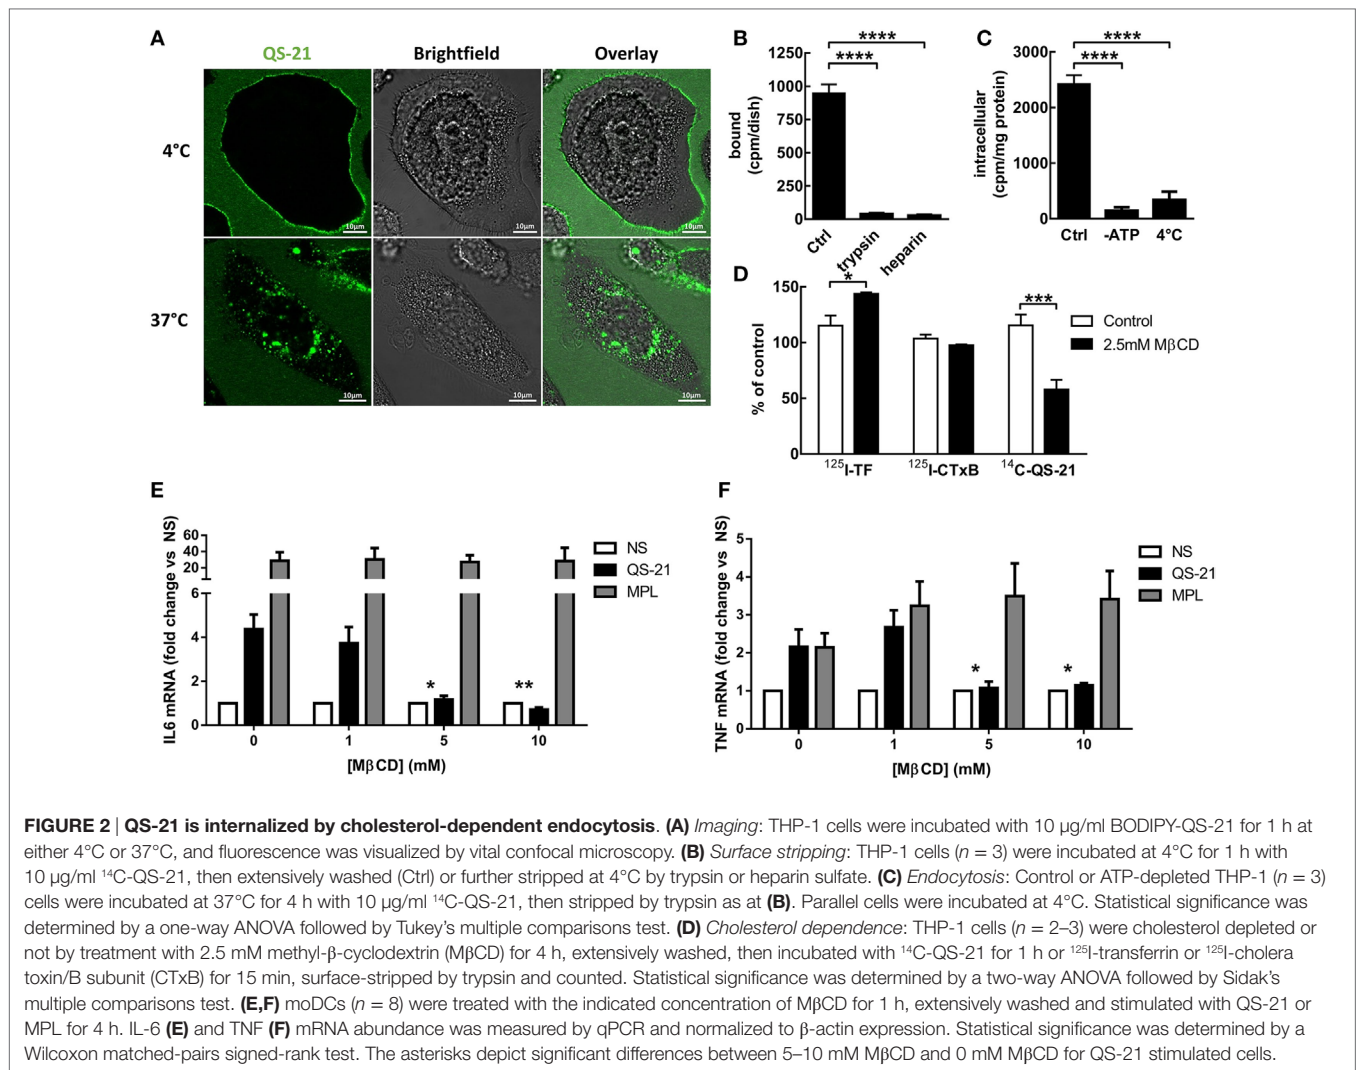 A
QS-21 Brightfield Overlay
4°C
10µm 10µm 10µm
37°C
10µm 10µm 10µm
B
****
****
bound
(cpm/dish)
1250
1000
750
500
250
0
Ctrl trypsin heparin
C
****
****
intracellular
(cpm/mg protein)
3000
2000
1000
0
Ctrl -ATP 4°C
D
% of control
150
100
50
0
* ***
Control
2.5mM MβCD
¹²⁵I-TF ¹²⁵I-CTxB ¹⁴C-QS-21
E
IL6 mRNA (fold change vs NS)
60
40
20
6
4
2
0
* **
NS
QS-21
MPL
0 1 5 10
[MβCD] (mM)
F
TNF mRNA (fold change vs NS)
5
4
3
2
1
0
* *
NS
QS-21
MPL
0 1 5 10
[MβCD] (mM)
FIGURE 2 | QS-21 is internalized by cholesterol-dependent endocytosis. (A) Imaging: THP-1 cells were incubated with 10 µg/ml BODIPY-QS-21 for 1 h at
either 4°C or 37°C, and fluorescence was visualized by vital confocal microscopy. (B) Surface stripping: THP-1 cells (n = 3) were incubated at 4°C for 1 h with
10 µg/ml ¹⁴C-QS-21, then extensively washed (Ctrl) or further stripped at 4°C by trypsin or heparin sulfate. (C) Endocytosis: Control or ATP-depleted THP-1 (n = 3)
cells were incubated at 37°C for 4 h with 10 µg/ml ¹⁴C-QS-21, then stripped by trypsin as at (B). Parallel cells were incubated at 4°C. Statistical significance was
determined by a one-way ANOVA followed by Tukey's multiple comparisons test. (D) Cholesterol dependence: THP-1 cells (n = 2–3) were cholesterol depleted or
not by treatment with 2.5 mM methyl-β-cyclodextrin (MβCD) for 4 h, extensively washed, then incubated with ¹⁴C-QS-21 for 1 h or ¹²⁵I-transferrin or ¹²⁵I-cholera
toxin/B subunit (CTxB) for 15 min, surface-stripped by trypsin and counted. Statistical significance was determined by a two-way ANOVA followed by Sidak's
multiple comparisons test. (E,F) moDCs (n = 8) were treated with the indicated concentration of MβCD for 1 h, extensively washed and stimulated with QS-21 or
MPL for 4 h. IL-6 (E) and TNF (F) mRNA abundance was measured by qPCR and normalized to β-actin expression. Statistical significance was determined by a
Wilcoxon matched-pairs signed-rank test. The asterisks depict significant differences between 5–10 mM MβCD and 0 mM MβCD for QS-21 stimulated cells.